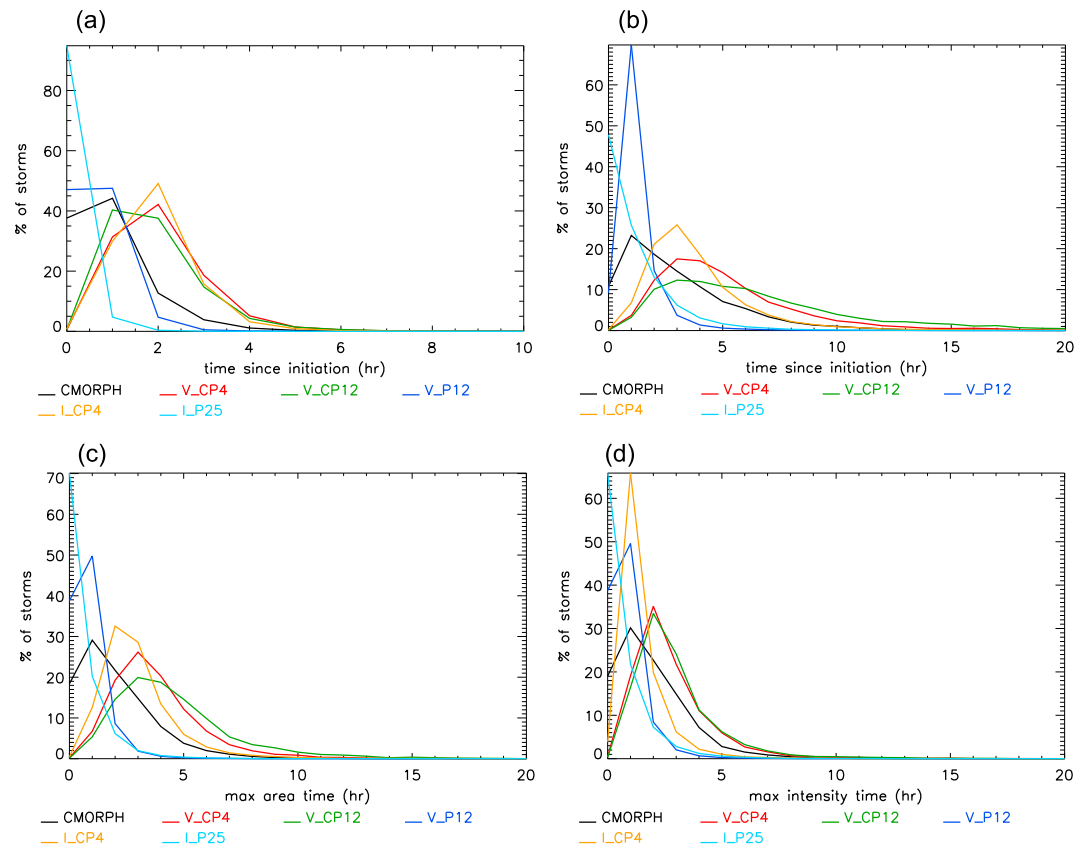 (a)
% of storms
80
60
40
20
0
0 2 4 6 8 10
time since initiation (hr)
CMORPH V_CP4 V_CP12 V_P12
I_CP4 I_P25
(b)
% of storms
60
50
40
30
20
10
0
0 5 10 15 20
time since initiation (hr)
CMORPH V_CP4 V_CP12 V_P12
I_CP4 I_P25
(c)
% of storms
70
60
50
40
30
20
10
0
0 5 10 15 20
max area time (hr)
CMORPH V_CP4 V_CP12 V_P12
I_CP4 I_P25
(d)
% of storms
60
50
40
30
20
10
0
0 5 10 15 20
max intensity time (hr)
CMORPH V_CP4 V_CP12 V_P12
I_CP4 I_P25